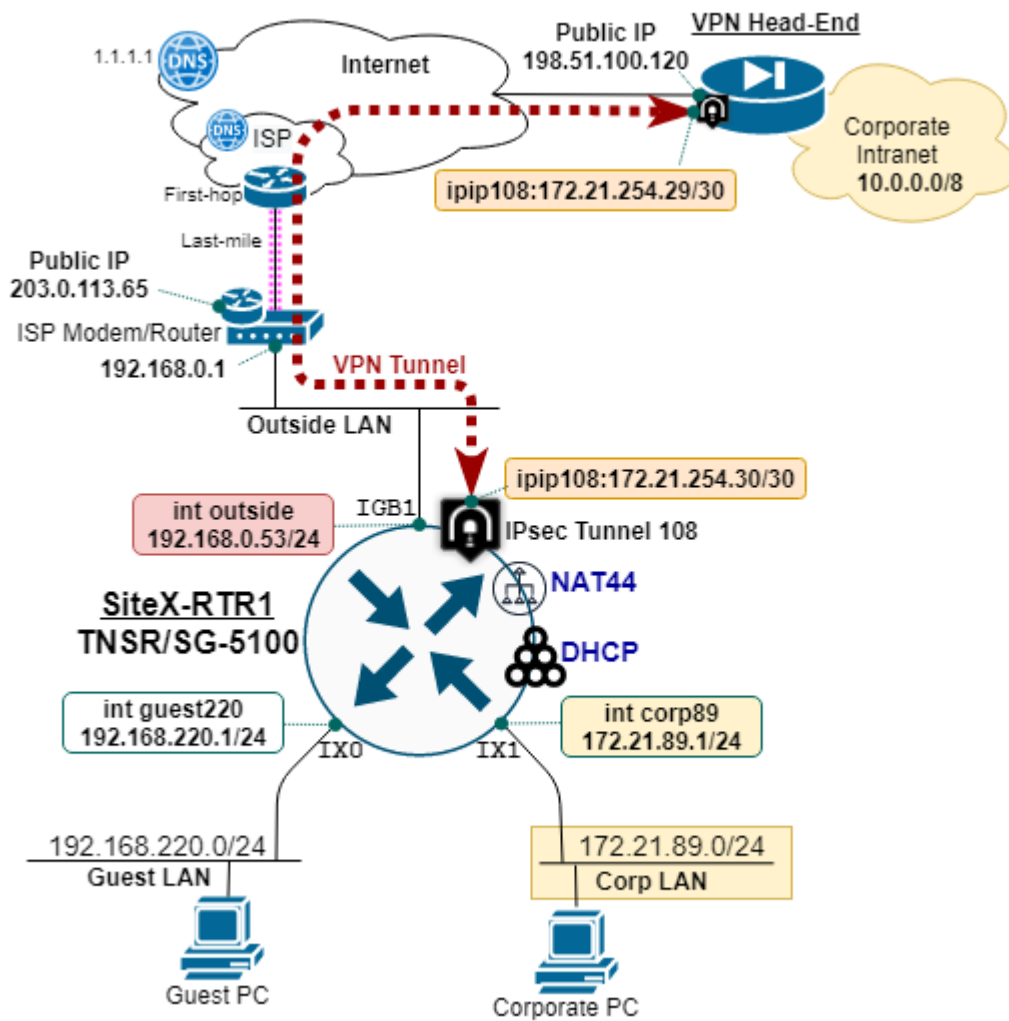 VPN Head-End
Public IP
198.51.100.120
1.1.1.1
DNS
Internet
DNS
ISP
Corporate
Intranet
10.0.0.0/8
ipip108:172.21.254.29/30
First-hop
Last-mile
Public IP
203.0.113.65
ISP Modem/Router
192.168.0.1
VPN Tunnel
Outside LAN
ipip108:172.21.254.30/30
IGB1
int outside
192.168.0.53/24
IPsec Tunnel 108
NAT44
SiteX-RTR1
TNSR/SG-5100
DHCP
int guest220
192.168.220.1/24
int corp89
172.21.89.1/24
IX0
IX1
192.168.220.0/24
Guest LAN
172.21.89.0/24
Corp LAN
Guest PC
Corporate PC